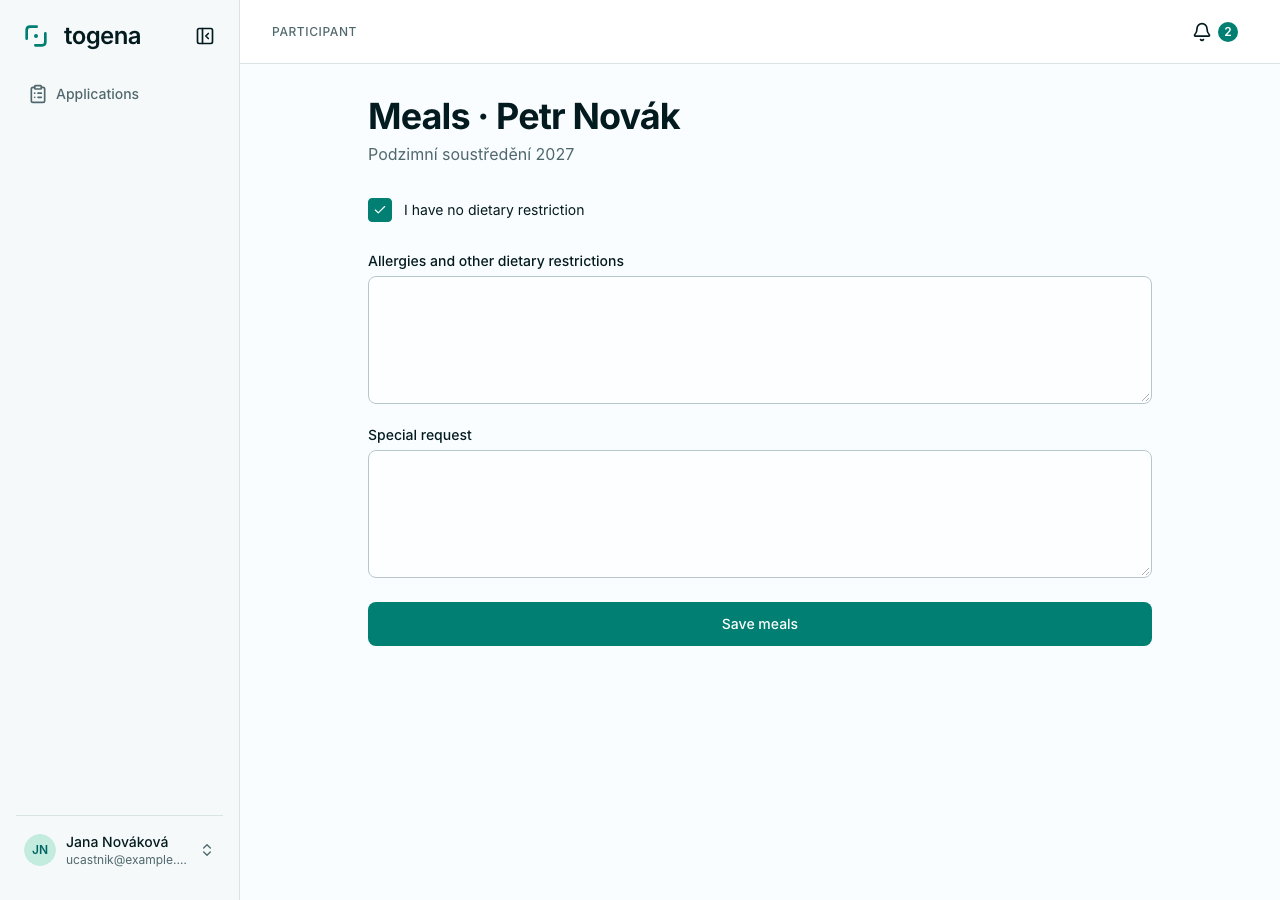 togena
Applications
PARTICIPANT
2
Meals · Petr Novák
Podzimní soustředění 2027
I have no dietary restriction
Allergies and other dietary restrictions
Special request
Save meals
JN
Jana Nováková
ucastnik@example....